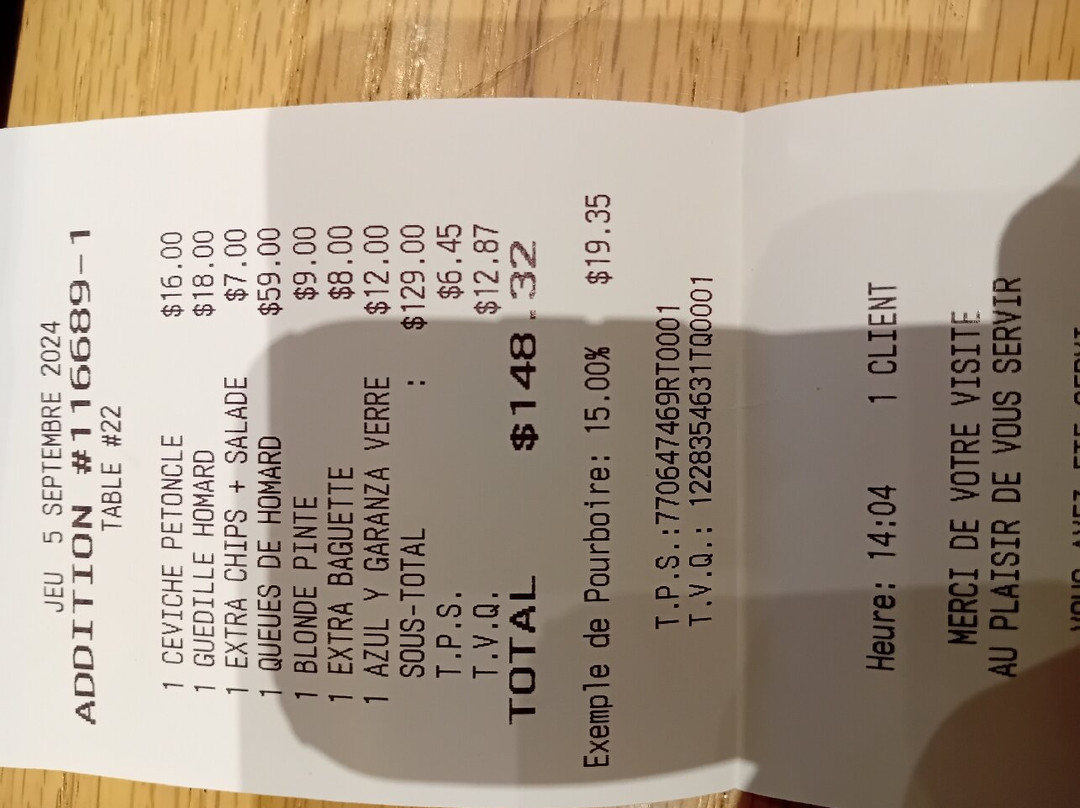 JEU 5 SEPTEMBRE 2024
ADDITION #116689-1
TABLE #22
1 CEVICHE PETONCLE $16.00
1 GUEDILLE HOMARD $18.00
1 EXTRA CHIPS + SALADE $7.00
1 QUEUES DE HOMARD $59.00
1 BLONDE PINTE $9.00
1 EXTRA BAGUETTE $8.00
1 AZUL Y GARANZA VERRE $12.00
SOUS-TOTAL : $129.00
T.P.S. $6.45
T.V.Q. $12.87
TOTAL $148.32
Exemple de Pourboire: 15.00% $19.35
T.P.S.:770647469RT0001
T.V.Q.: 1228354631TQ0001
Heure: 14:04 1 CLIENT
MERCI DE VOTRE VISITE
AU PLAISIR DE VOUS SERVIR
VOUS AVEZ ETE SERVI